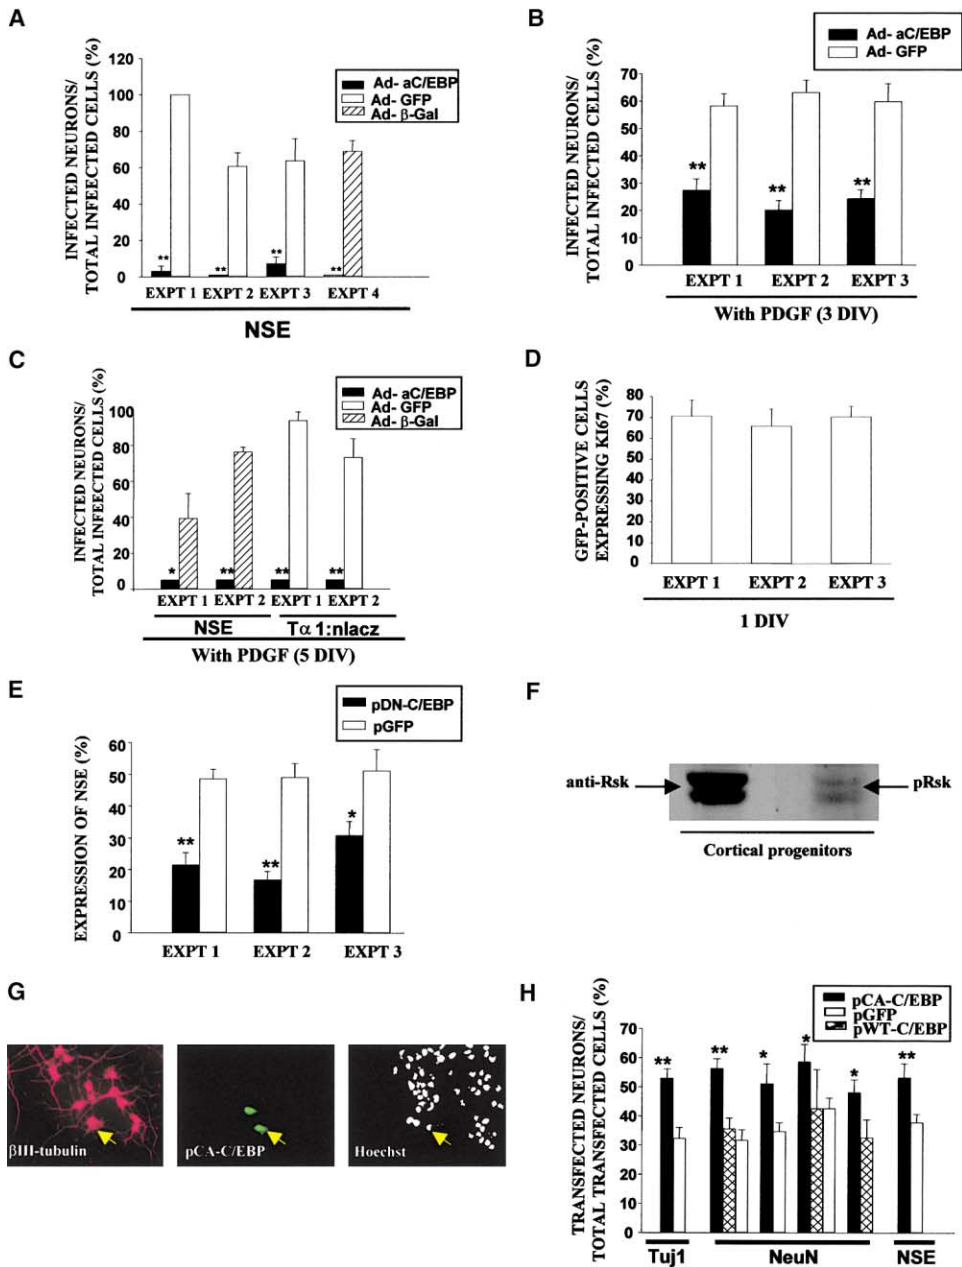 A
INFECTED NEURONS/
TOTAL INFEECTED CELLS (%)
120
100
80
60
40
20
0
Ad- aC/EBP
Ad- GFP
Ad- β-Gal
**
**
**
**
EXPT 1 EXPT 2 EXPT 3 EXPT 4
NSE
B
INFECTED NEURONS/
TOTAL INFECTED CELLS (%)
70
60
50
40
30
20
10
0
Ad- aC/EBP
Ad- GFP
**
**
**
EXPT 1 EXPT 2 EXPT 3
With PDGF (3 DIV)
C
INFECTED NEURONS/
TOTAL INFEECTED CELLS (%)
100
80
60
40
20
0
Ad-aC/EBP
Ad-GFP
Ad-β-Gal
*
**
**
**
EXPT 1 EXPT 2 EXPT 1 EXPT 2
NSE Tα 1:nlacz
With PDGF (5 DIV)
D
GFP-POSITIVE CELLS
EXPRESSING KI67 (%)
80
70
60
50
40
70
30
20
10
0
EXPT 1 EXPT 2 EXPT 3
1 DIV
E
EXPRESSION OF NSE (%)
60
50
40
30
20
10
0
pDN-C/EBP
pGFP
**
**
*
EXPT 1 EXPT 2 EXPT 3
F
anti-Rsk
pRsk
Cortical progenitors
G
βIII-tubulin
pCA-C/EBP
Hoechst
H
TRANSFECTED NEURONS/
TOTAL TRANSFECTED CELLS (%)
70
60
50
40
30
20
10
0
pCA-C/EBP
pGFP
pWT-C/EBP
**
**
*
*
*
**
Tuj1 NeuN NSE